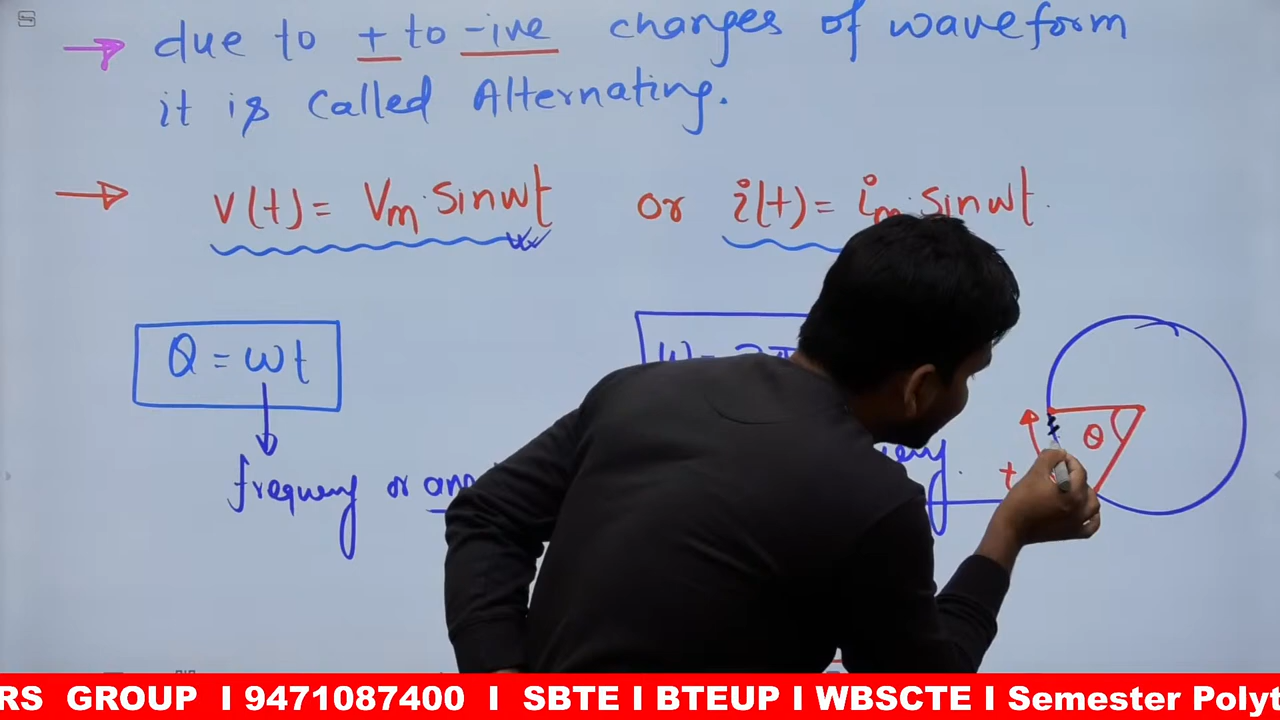 due to + to -ive changes of waveform
it is Called Alternating.
v(t) = Vm. Sinwt or i(t) = im. Sinwt.
θ = ωt
θ
t
frequency or
RS GROUP I 9471087400 I SBTE I BTEUP I WBSCTE I Semester Polyt